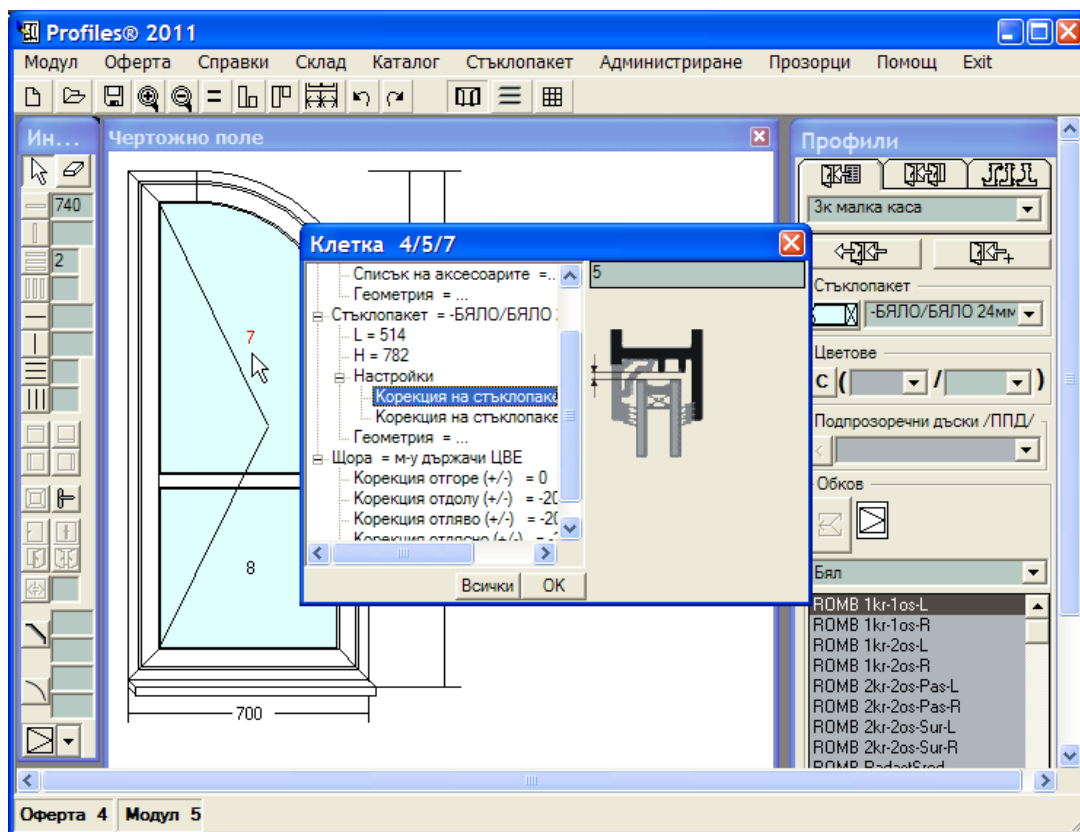 Profiles® 2011
Модул Оферта Справки Склад Каталог Стъклопакет Администриране Прозорци Помощ Exit
Ин...
740
2
Чертожно поле
7
8
700
Клетка 4/5/7
Списък на аксесоарите =..
Геометрия = ...
Стъклопакет = -БЯЛО/БЯЛО
L = 514
H = 782
Настройки
Корекция на стъклопаке
Корекция на стъклопаке
Геометрия = ...
Щора = м-у държачи ЦВЕ
Корекция отгоре (+/-) = 0
Корекция отдолу (+/-) = -20
Корекция отляво (+/-) = -20
Корекция отдясно (+/-) = -2
5
Всички OK
Профили
3к малка каса
Стъклопакет
-БЯЛО/БЯЛО 24мм
Цветове
C ( / )
Подпрозоречни дъски /ППД/
<
Обков
Бял
ROMB 1kr-1os-L
ROMB 1kr-1os-R
ROMB 1kr-2os-L
ROMB 1kr-2os-R
ROMB 2kr-2os-Pas-L
ROMB 2kr-2os-Pas-R
ROMB 2kr-2os-Sur-L
ROMB 2kr-2os-Sur-R
ROMB RadastSred
Оферта 4 Модул 5